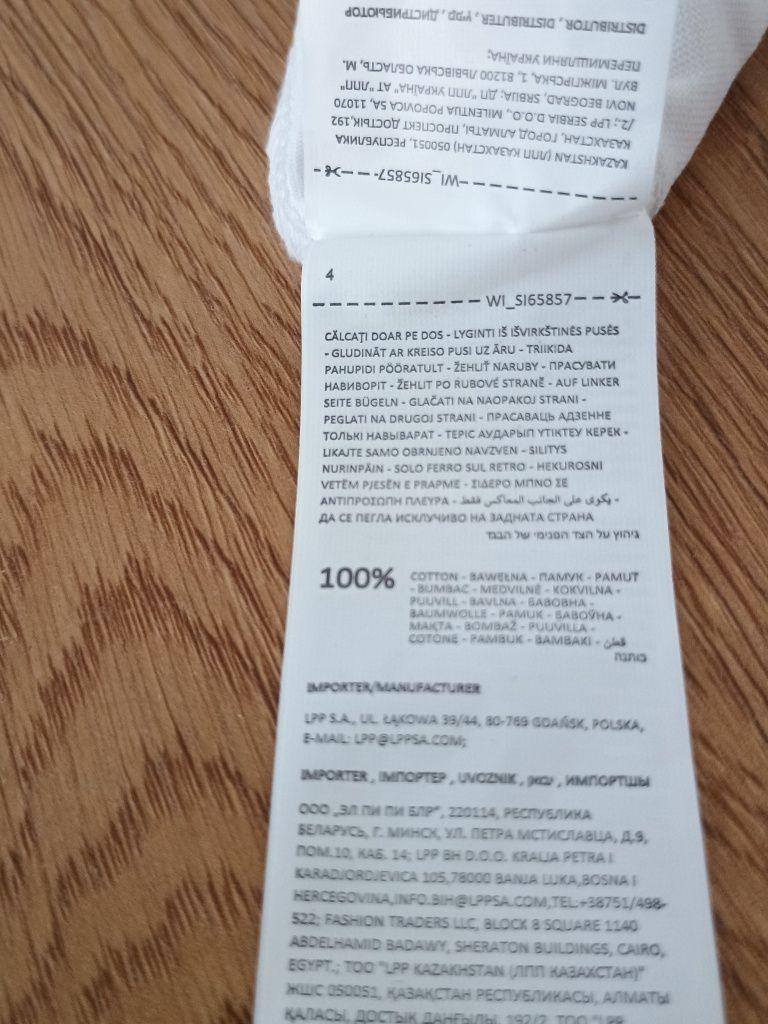 DISTRIBUTOR, DISTRIBUTER, מפיץ, ДИСТРИБЬЮТОР
ПЕРЕМИШЛЯНИ УКРАЇНА;
ВУЛ. МІЖГІРСЬКА, 1, 81200 ЛЬВІВСЬКА ОБЛАСТЬ, М.
NOVI BEOGRAD, SRBIJA; ДП "ЛПП УКРАЇНА" АТ "ЛПП"
/2.; LPP SERBIA D.O.O., MILENTIJA POPOVICA 5A, 11070
КАЗАХСТАН, ГОРОД АЛМАТЫ, ПРОСПЕКТ ДОСТЫК,192
KAZAKHSTAN (ЛПП КАЗАХСТАН) 050051, РЕСПУБЛИКА
WI_SI65857
4
WI_SI65857
CĂLCAȚI DOAR PE DOS - LYGINTI IŠ IŠVIRKŠTINĖS PUSĖS
- GLUDINĀT AR KREISO PUSI UZ ĀRU - TRIIKIDA
PAHUPIDI PÖÖRATULT - ŽEHLIŤ NARUBY - ПРАСУВАТИ
НАВИВОРІТ - ŽEHLIT PO RUBOVÉ STRANĚ - AUF LINKER
SEITE BÜGELN - GLAČATI NA NAOPAKOJ STRANI -
PEGLATI NA DRUGOJ STRANI - ПРАСАВАЦЬ АДЗЕННЕ
ТОЛЬКІ НАВЫВАРАТ - ТЕРІС АУДАРЫП ҮТІКТЕУ КЕРЕК -
LIKAJTE SAMO OBRNJENO NAVZVEN - SILITYS
NURINPÄIN - SOLO FERRO SUL RETRO - HEKUROSNI
VETËM PJESËN E PRAPME - ΣΙΔΕΡΟ ΜΠΝΟ ΣΕ
ΑΝΤΙΠΡΟΣΩΠΗ ΠΛΕΥΡΑ - يكوى على الجانب المعاكس فقط -
ДА СЕ ПЕГЛА ИСКЛУЧИВО НА ЗАДНАТА СТРАНА
גיהוץ על הצד הפנימי של הבגד
100% COTTON - BAWEŁNA - ПАМУК - PAMUT
- BUMBAC - MEDVILNĖ - KOKVILNA -
PUUVILL - BAVLNA - БАВОВНА -
BAUMWOLLE - PAMUK - БАВОЎНА -
МАҚТА - BOMBAŽ - PUUVILLA -
COTONE - PAMBUK - ΒΑΜΒΑΚΙ - قطن
כותנה
IMPORTER/MANUFACTURER
LPP S.A., UL. ŁĄKOWA 39/44, 80-769 GDAŃSK, POLSKA,
E-MAIL: LPP@LPPSA.COM;
IMPORTER, ІМПОРТЕР, UVOZNIK, יבואן, ИМПОРТШЫ
ООО „ЭЛ ПИ ПИ БЛР", 220114, РЕСПУБЛИКА
БЕЛАРУСЬ, Г. МИНСК, УЛ. ПЕТРА МСТИСЛАВЦА, Д.9,
ПОМ.10, КАБ. 14; LPP BH D.O.O. KRALJA PETRA I
KARADJORDJEVICA 105,78000 BANJA LUKA,BOSNA I
HERCEGOVINA,INFO.BIH@LPPSA.COM,TEL:+38751/498-
522; FASHION TRADERS LLC, BLOCK 8 SQUARE 1140
ABDELHAMID BADAWY, SHERATON BUILDINGS, CAIRO,
EGYPT.; ТОО "LPP KAZAKHSTAN (ЛПП КАЗАХСТАН)"
ЖШС 050051, ҚАЗАҚСТАН РЕСПУБЛИКАСЫ, АЛМАТЫ
ҚАЛАСЫ, ДОСТЫҚ ДАҢҒЫЛЫ, 192/2, ТОО "LPP